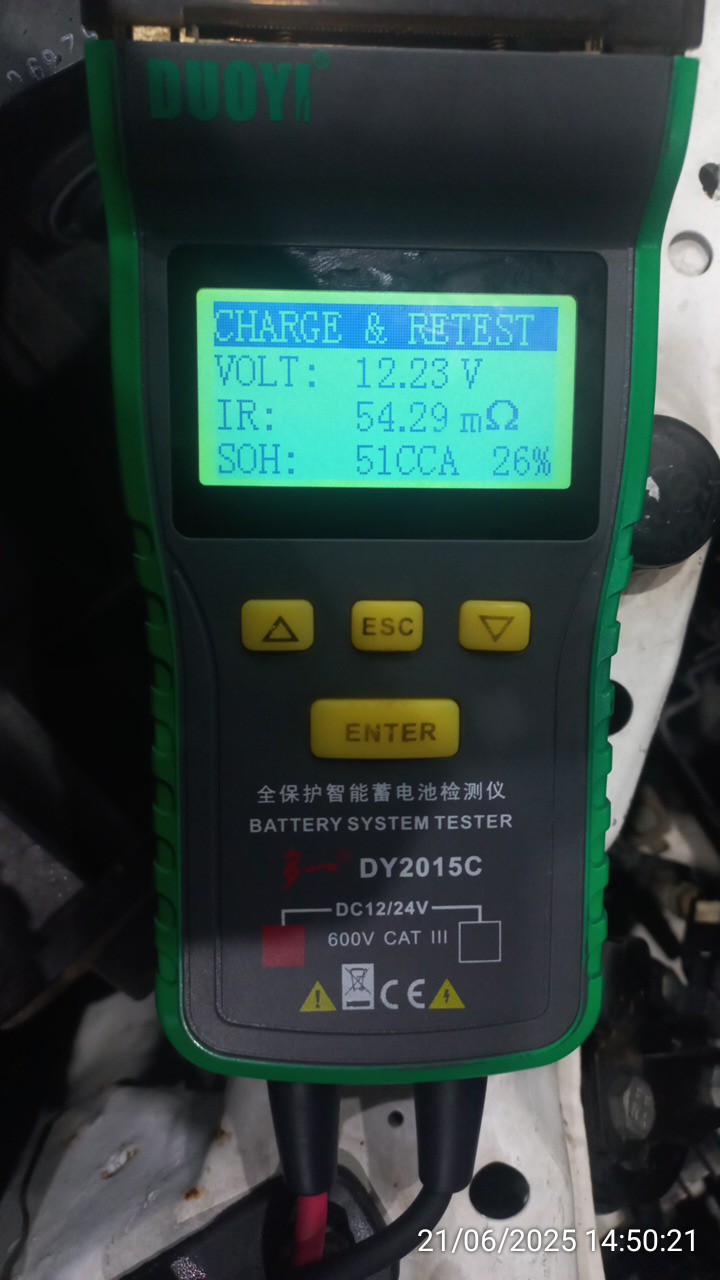 DUOYI®
CHARGE & RETEST
VOLT: 12.23 V
IR: 54.29 mΩ
SOH: 51CCA 26%
ESC
ENTER
全保护智能蓄电池检测仪
BATTERY SYSTEM TESTER
DY2015C
DC12/24V
600V CAT III
CE
21/06/2025 14:50:21